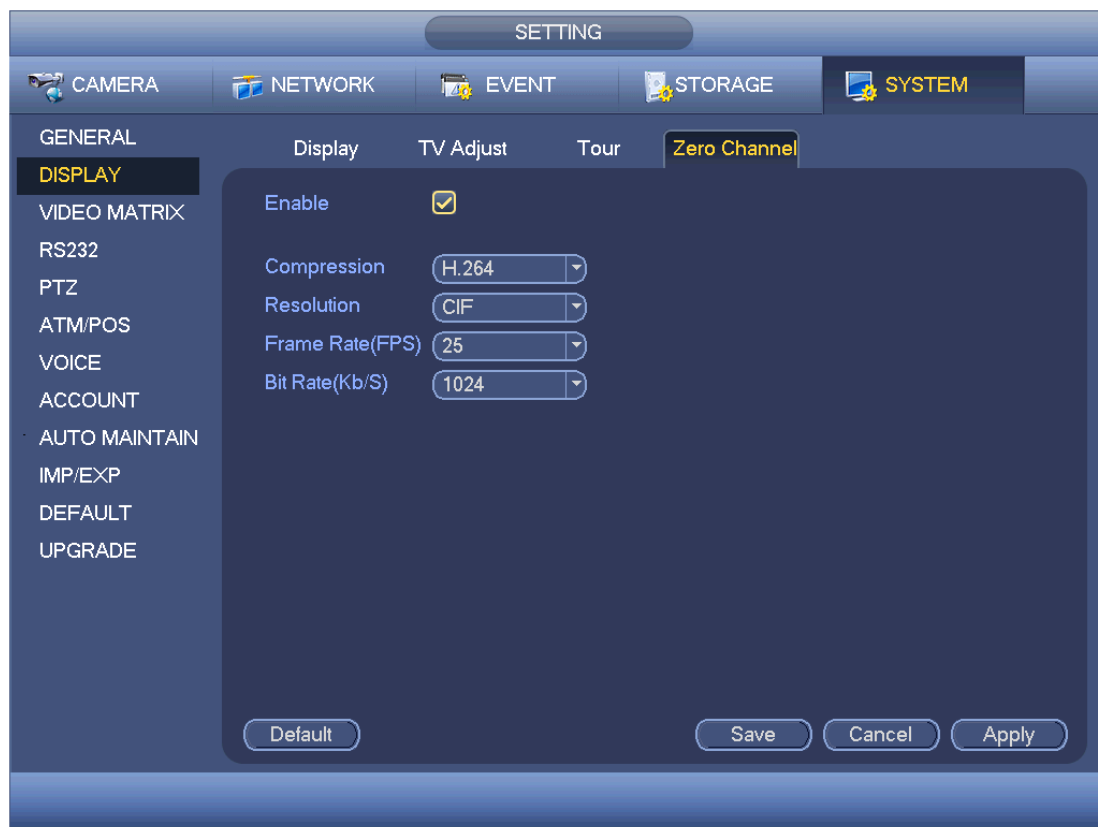 SETTING
CAMERA NETWORK EVENT STORAGE SYSTEM
GENERAL
DISPLAY
VIDEO MATRIX
RS232
PTZ
ATM/POS
VOICE
ACCOUNT
AUTO MAINTAIN
IMP/EXP
DEFAULT
UPGRADE
Display TV Adjust Tour Zero Channel
Enable
Compression H.264
Resolution CIF
Frame Rate(FPS) 25
Bit Rate(Kb/S) 1024
Default Save Cancel Apply